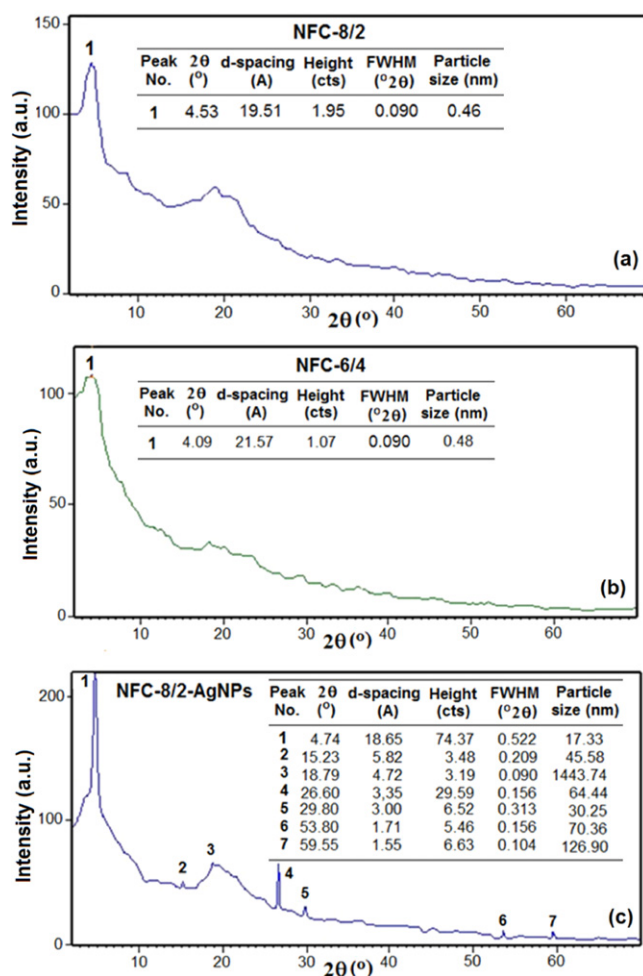 NFC-8/2
Peak No. 2θ (°) d-spacing (A) Height (cts) FWHM (°2θ) Particle size (nm)
1 4.53 19.51 1.95 0.090 0.46
1
150
100
50
0
Intensity (a.u.)
10 20 30 40 50 60
2θ (°)
(a)
NFC-6/4
Peak No. 2θ (°) d-spacing (A) Height (cts) FWHM (°2θ) Particle size (nm)
1 4.09 21.57 1.07 0.090 0.48
1
100
50
0
Intensity (a.u.)
10 20 30 40 50 60
2θ (°)
(b)
NFC-8/2-AgNPs
Peak No. 2θ (°) d-spacing (A) Height (cts) FWHM (°2θ) Particle size (nm)
1 4.74 18.65 74.37 0.522 17.33
2 15.23 5.82 3.48 0.209 45.58
3 18.79 4.72 3.19 0.090 1443.74
4 26.60 3,35 29.59 0.156 64.44
5 29.80 3.00 6.52 0.313 30.25
6 53.80 1.71 5.46 0.156 70.36
7 59.55 1.55 6.63 0.104 126.90
1
2
3
4
5
6
7
200
100
0
Intensity (a.u.)
10 20 30 40 50 60
2θ (°)
(c)